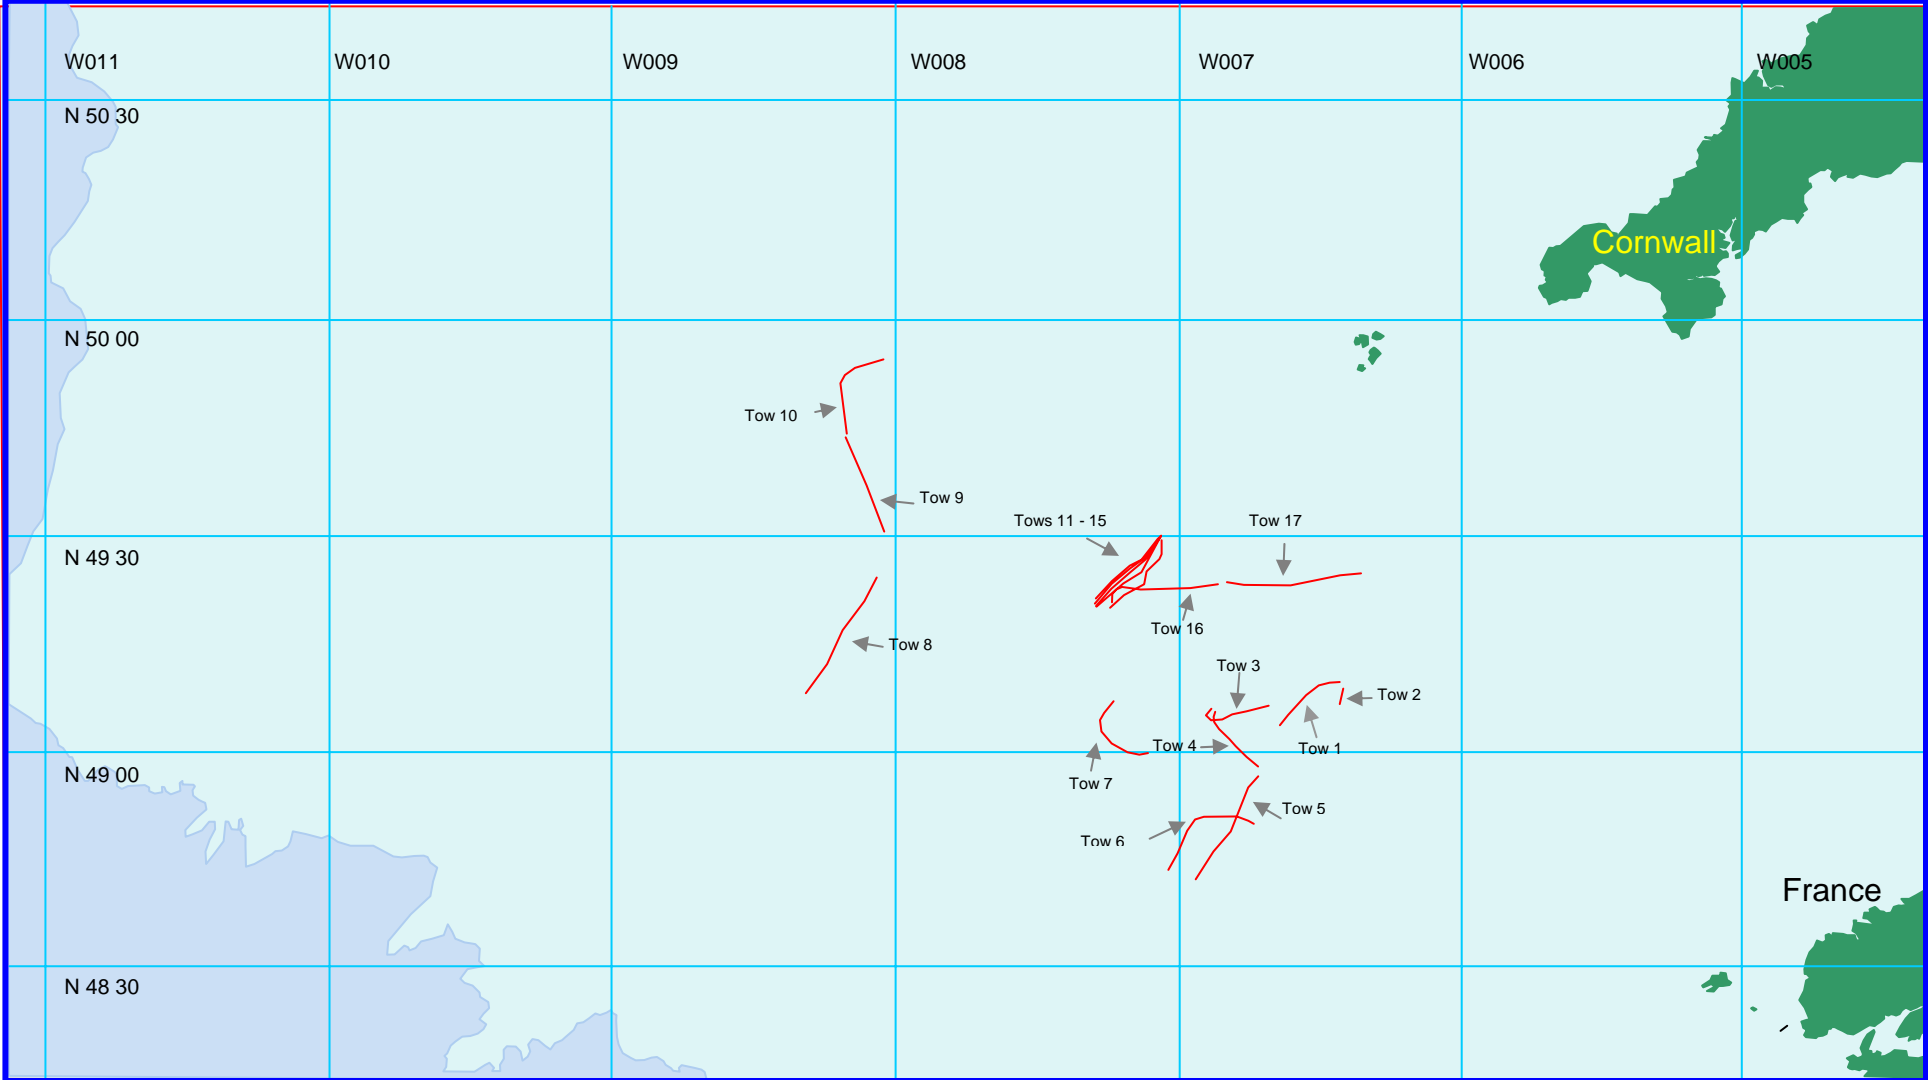 W011 W010 W009 W008 W007 W006 W005
N 50 30
Cornwall
N 50 00
Tow 10
Tow 9
Tows 11 - 15 Tow 17
N 49 30
Tow 16
Tow 8
Tow 3
Tow 2
Tow 4 Tow 1
N 49 00
Tow 7
Tow 5
Tow 6
France
N 48 30